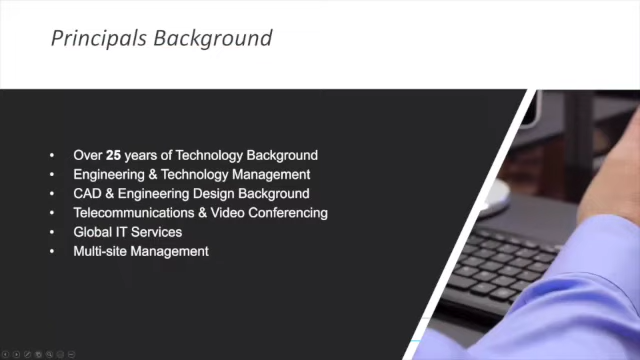 Principals Background
• Over 25 years of Technology Background
• Engineering & Technology Management
• CAD & Engineering Design Background
• Telecommunications & Video Conferencing
• Global IT Services
• Multi-site Management